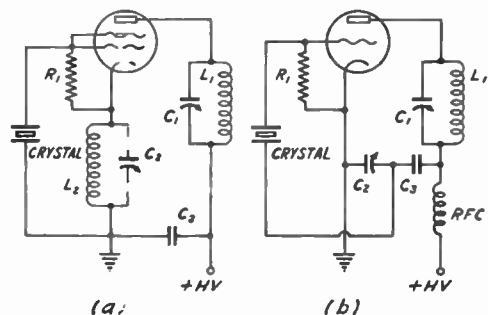 R1
L1
C1
CRYSTAL
C2
L2
C3
+HV
(a;
R1
L1
C1
CRYSTAL
C2
C3
RFC
+HV
(b)